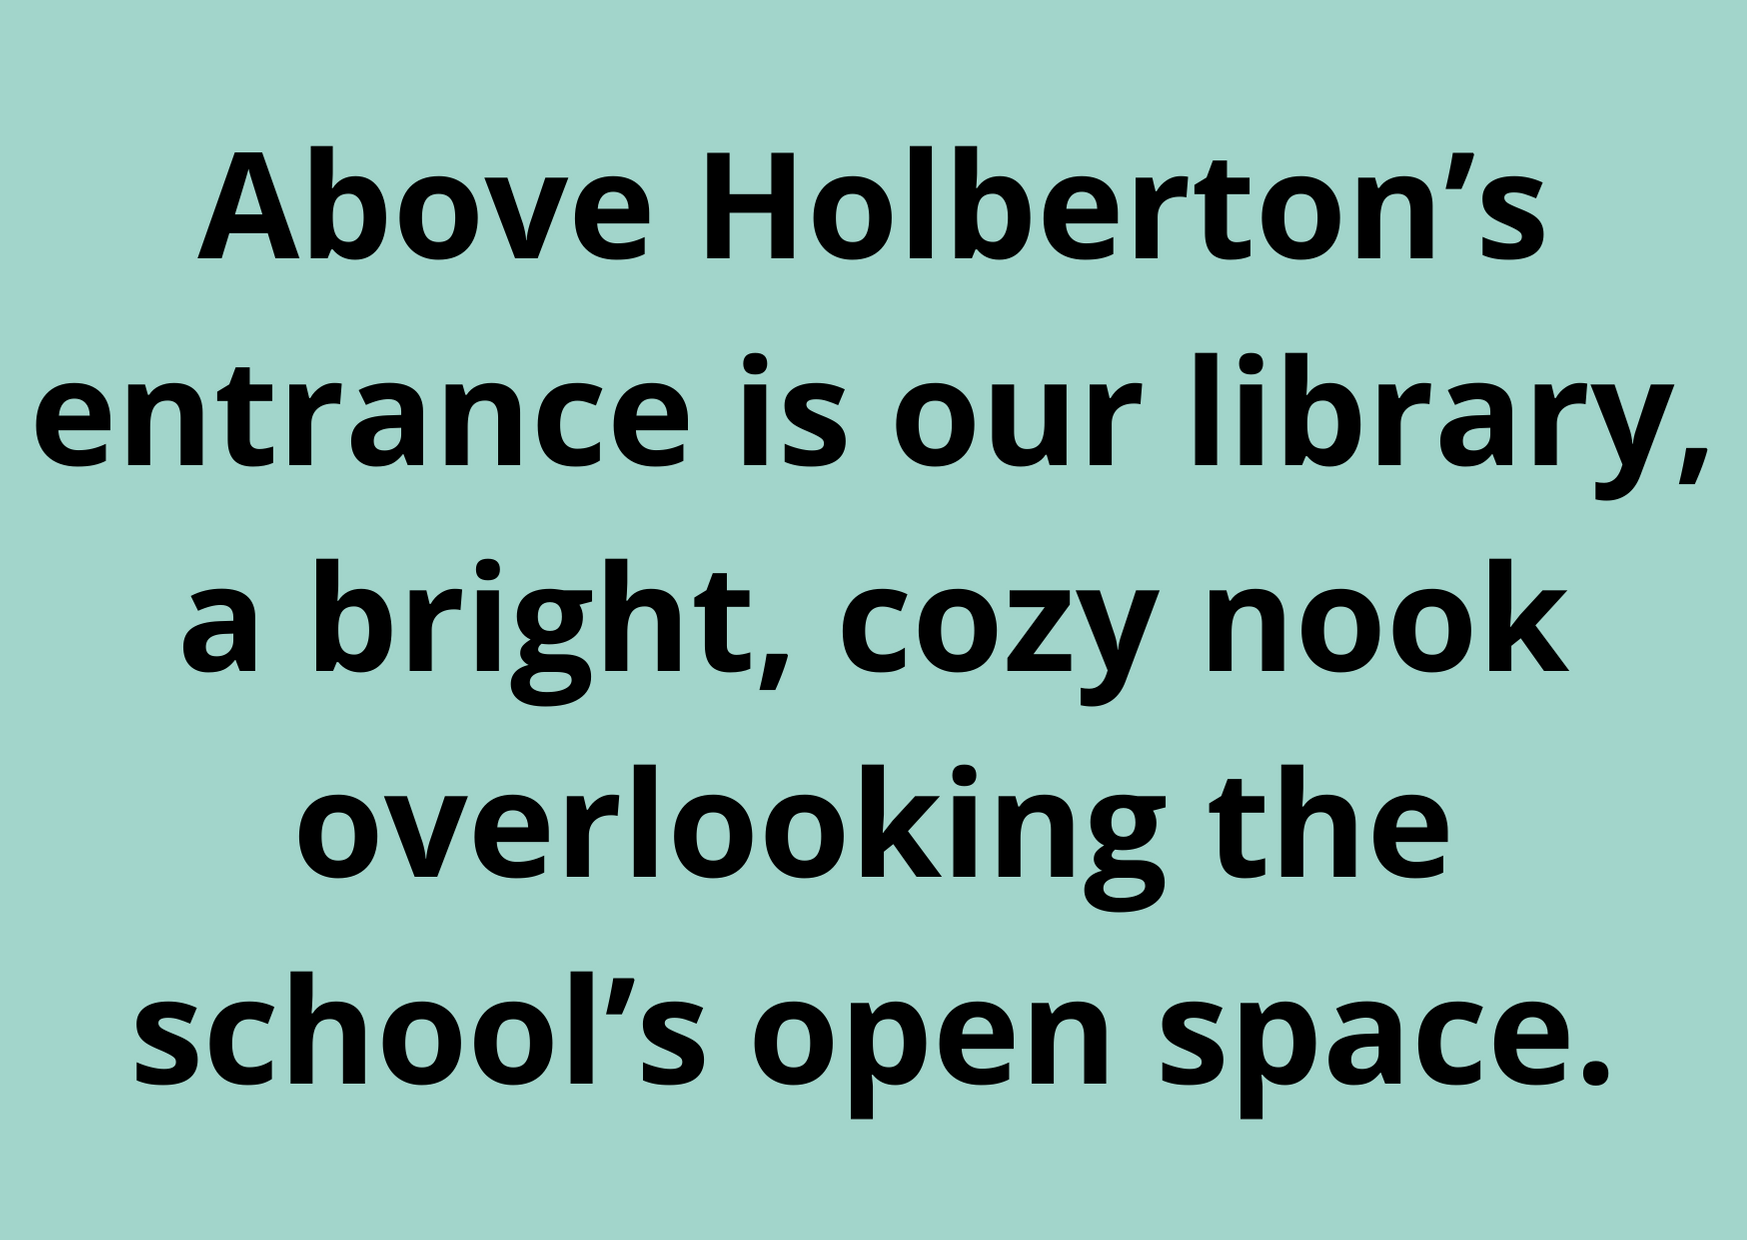 Above Holberton’s
entrance is our library,
a bright, cozy nook
overlooking the
school’s open space.